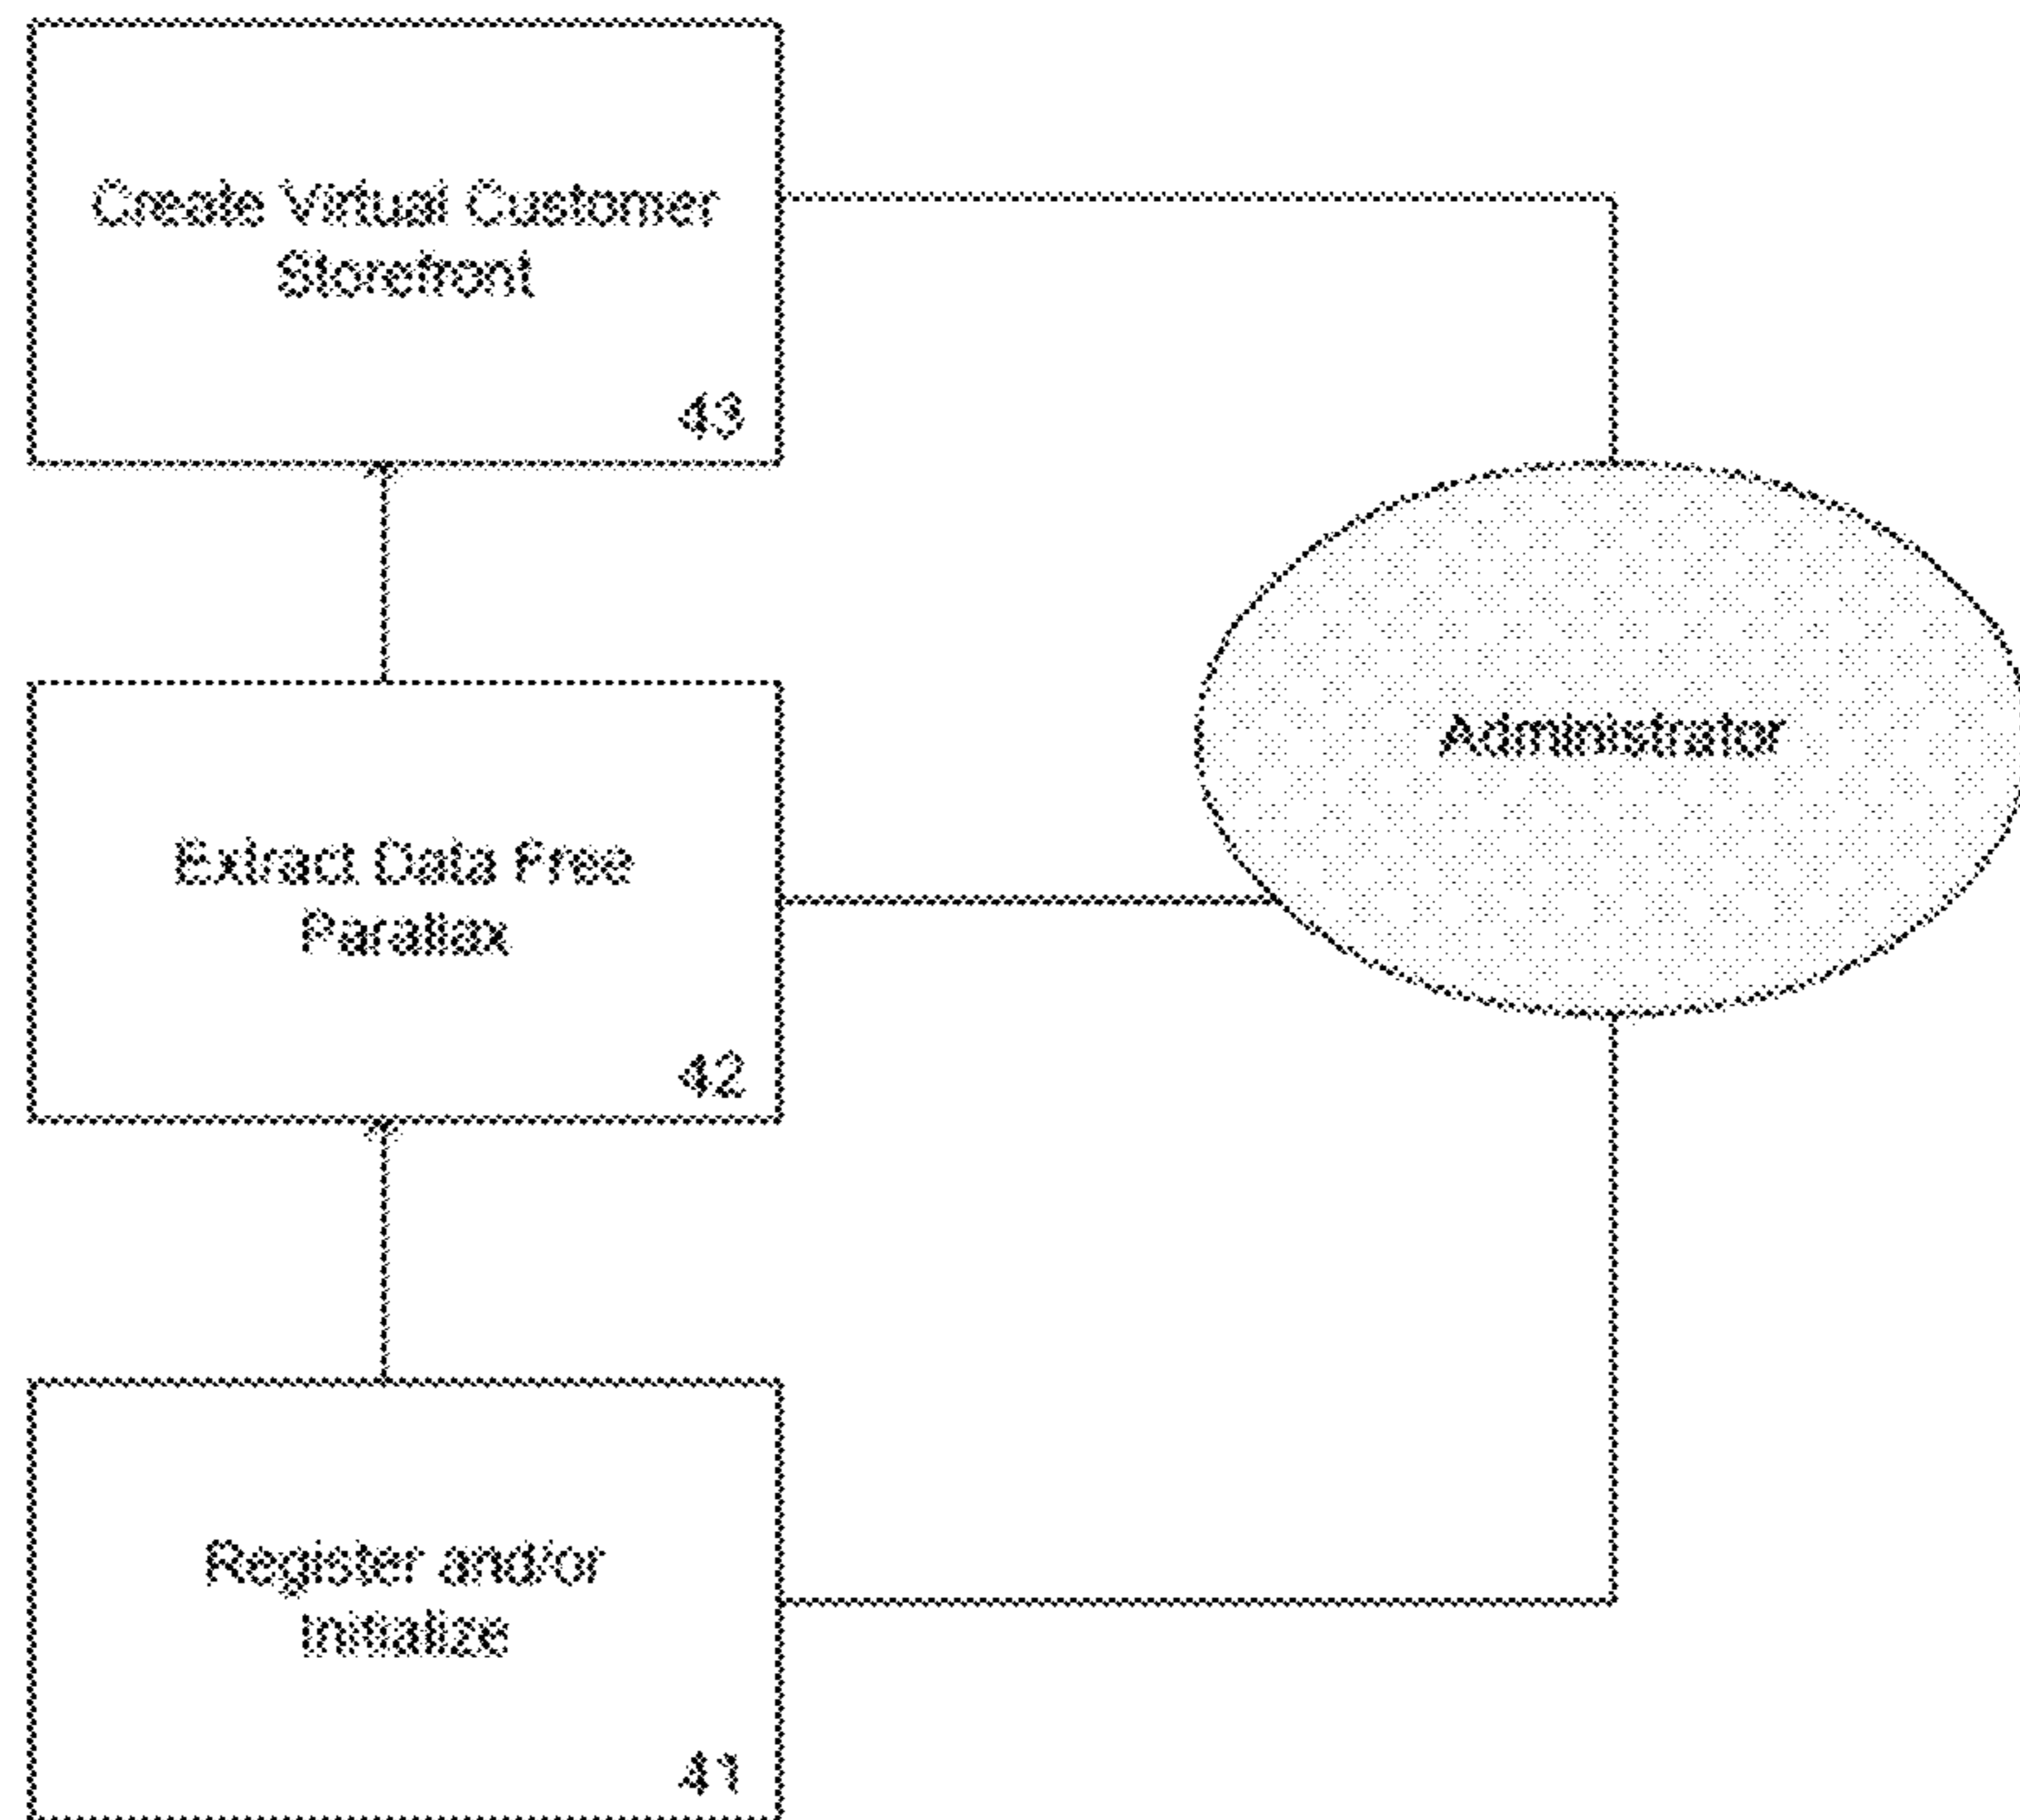 Create Virtual Customer
Storefront
43
Administrator
Extract Data Free
Parallax
42
Register and/or
Initialize
41